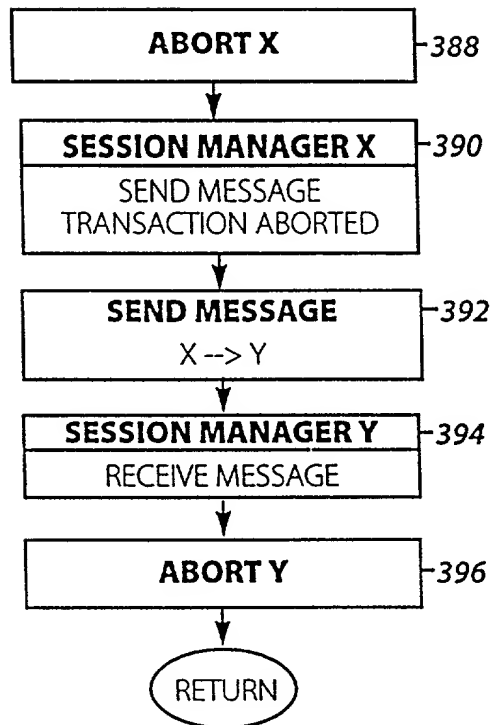 ABORT X
388
SESSION MANAGER X
390
SEND MESSAGE
TRANSACTION ABORTED
SEND MESSAGE
392
X --> Y
SESSION MANAGER Y
394
RECEIVE MESSAGE
ABORT Y
396
RETURN